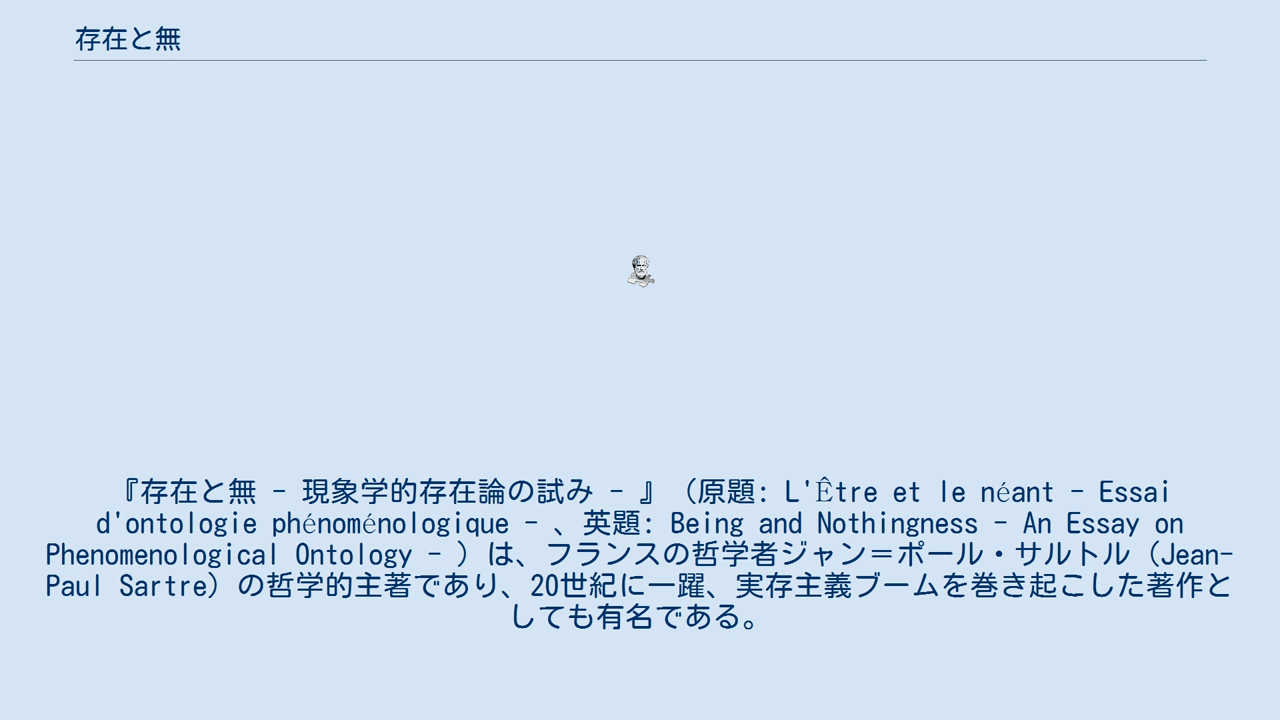 存在と無
『存在と無 - 現象学的存在論の試み - 』（原題: L'Être et le néant - Essai
d'ontologie phénoménologique - 、英題: Being and Nothingness - An Essay on
Phenomenological Ontology - ）は、フランスの哲学者ジャン＝ポール・サルトル（Jean-
Paul Sartre）の哲学的主著であり、20世紀に一躍、実存主義ブームを巻き起こした著作と
しても有名である。